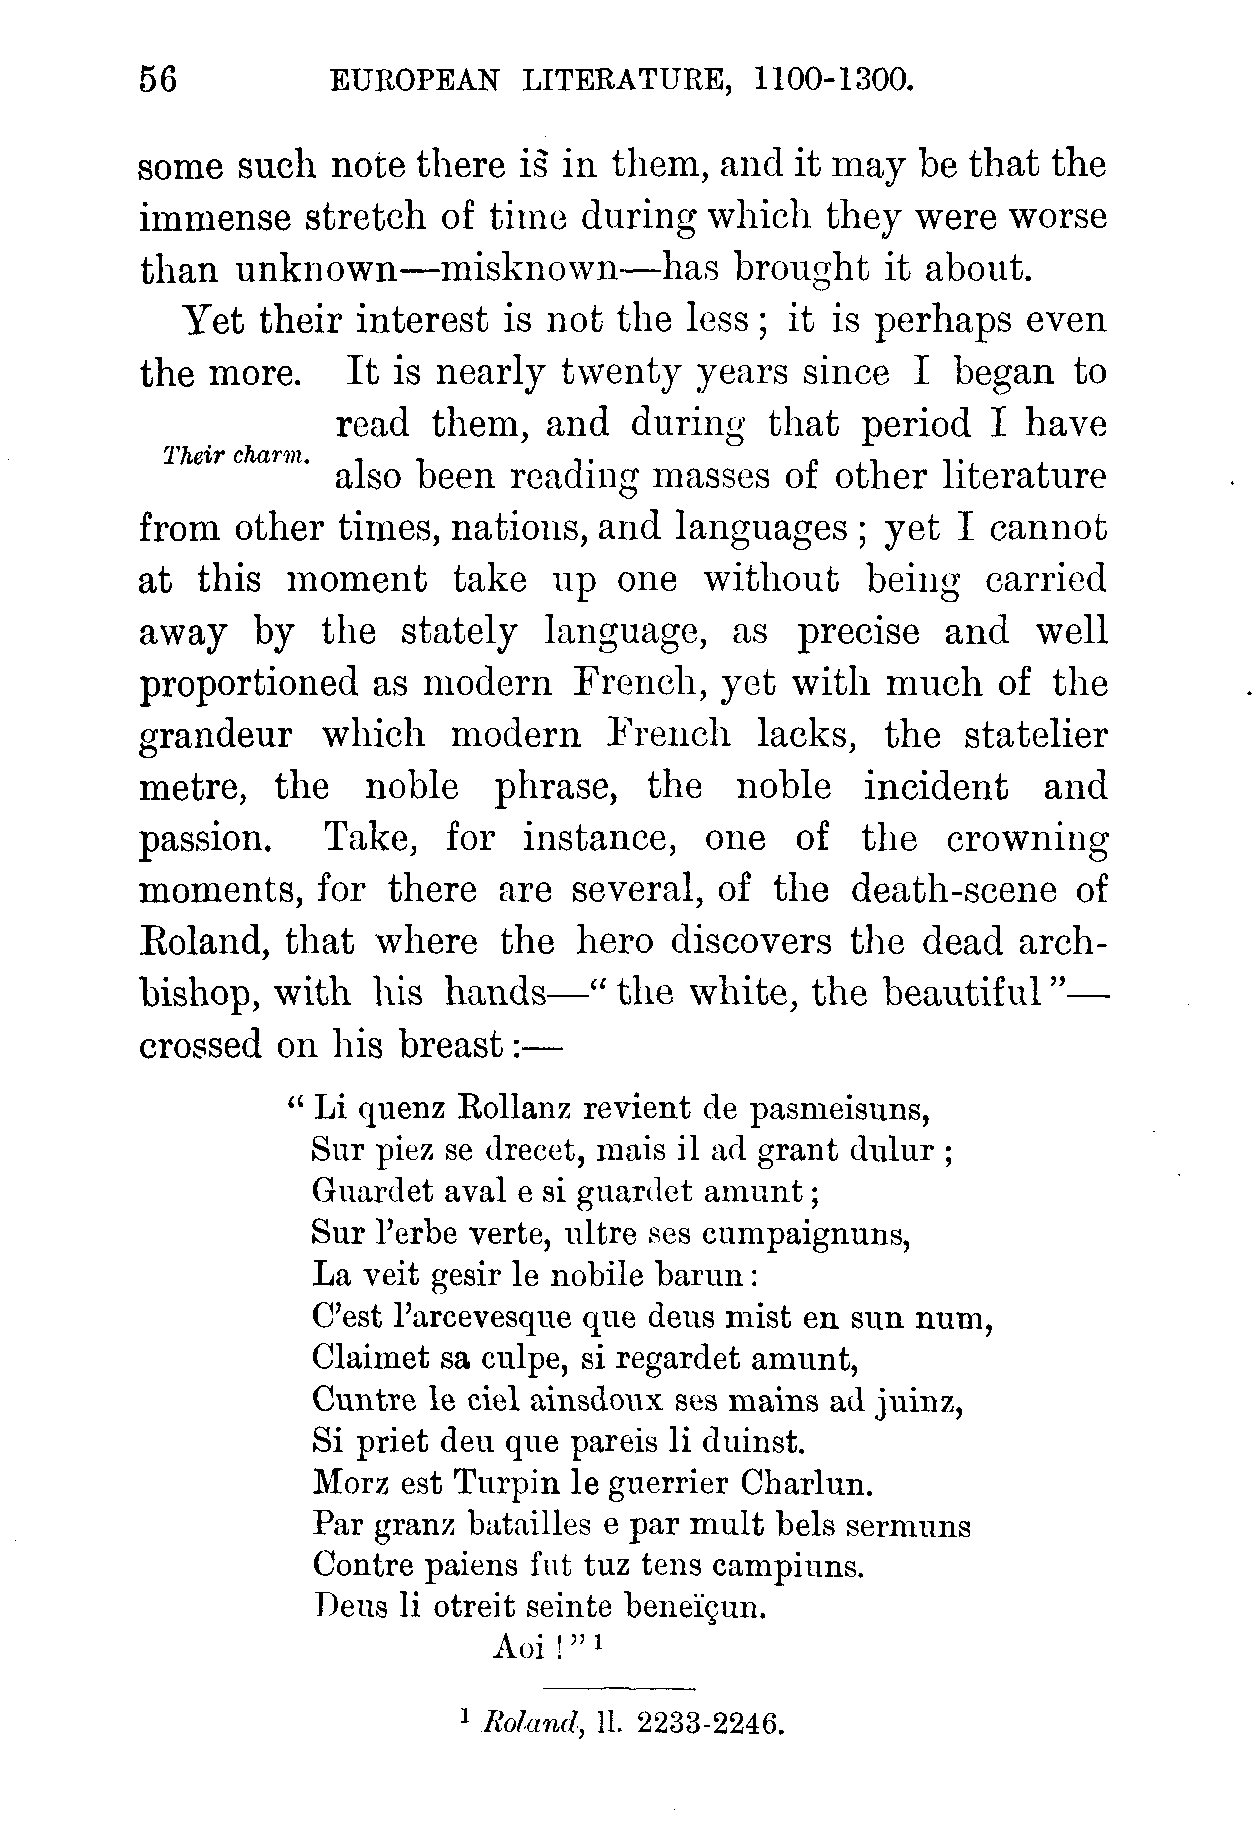 56 EUROPEAN LITERATURE, 1100-1300.
some such note there is in them, and it may be that the
immense stretch of time during which they were worse
than unknown—misknown—has brought it about.
Yet their interest is not the less; it is perhaps even
the more. It is nearly twenty years since I began to
read them, and during that period I have
Their charm.
also been reading masses of other literature
from other times, nations, and languages; yet I cannot
at this moment take up one without being carried
away by the stately language, as precise and well
proportioned as modern French, yet with much of the
grandeur which modern French lacks, the statelier
metre, the noble phrase, the noble incident and
passion. Take, for instance, one of the crowning
moments, for there are several, of the death-scene of
Roland, that where the hero discovers the dead arch-
bishop, with his hands—“the white, the beautiful”—
crossed on his breast:—
“Li quenz Rollanz revient de pasmeisuns,
Sur piez se drecet, mais il ad grant dulur;
Guardet aval e si guardet amunt;
Sur l'erbe verte, ultre ses cumpaignuns,
La veit gesir le nobile barun:
C'est l'arcevesque que deus mist en sun num,
Claimet sa culpe, si regardet amunt,
Cuntre le ciel ainsdoux ses mains ad juinz,
Si priet deu que pareis li duinst.
Morz est Turpin le guerrier Charlun.
Par granz batailles e par mult bels sermuns
Contre paiens fut tuz tens campiuns.
Deus li otreit seinte beneïçun.
Aoi!” 1
1 Roland, ll. 2233-2246.